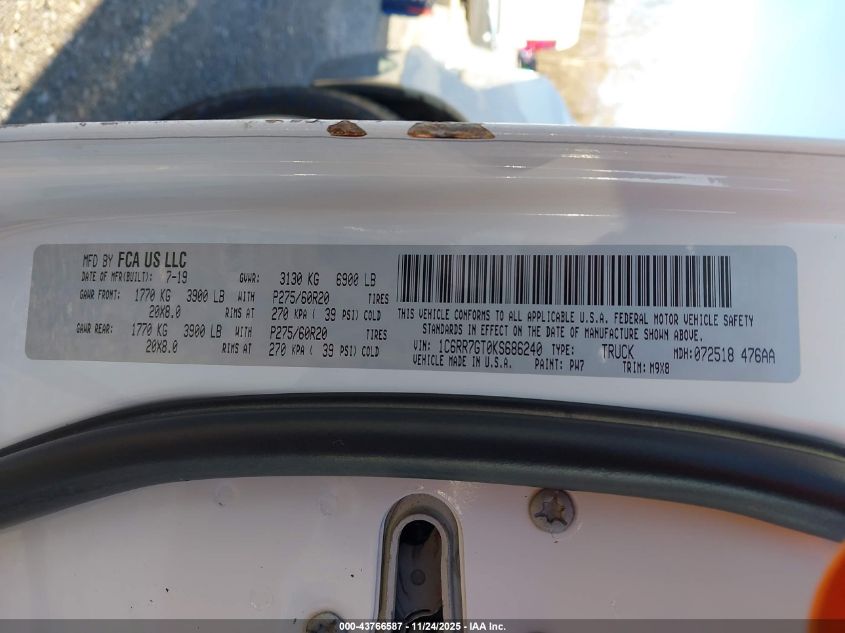 MFD BY FCA US LLC
DATE OF MFR(BUILT): 7-19 GVWR: 3130 KG 6900 LB
GAWR FRONT: 1770 KG 3900 LB WITH P275/60R20 TIRES
20X8.0 RIMS AT 270 KPA ( 39 PSI) COLD
GAWR REAR: 1770 KG 3900 LB WITH P275/60R20 TIRES
20X8.0 RIMS AT 270 KPA ( 39 PSI) COLD
THIS VEHICLE CONFORMS TO ALL APPLICABLE U.S.A. FEDERAL MOTOR VEHICLE SAFETY
STANDARDS IN EFFECT ON THE DATE OF MANUFACTURE SHOWN ABOVE.
VIN: 1C6RR7GT0KS686240 TYPE: TRUCK MDH: 072518 476AA
VEHICLE MADE IN U.S.A. PAINT: PW7 TRIM: M9X8
000-43766587 - 11/24/2025 - IAA Inc.